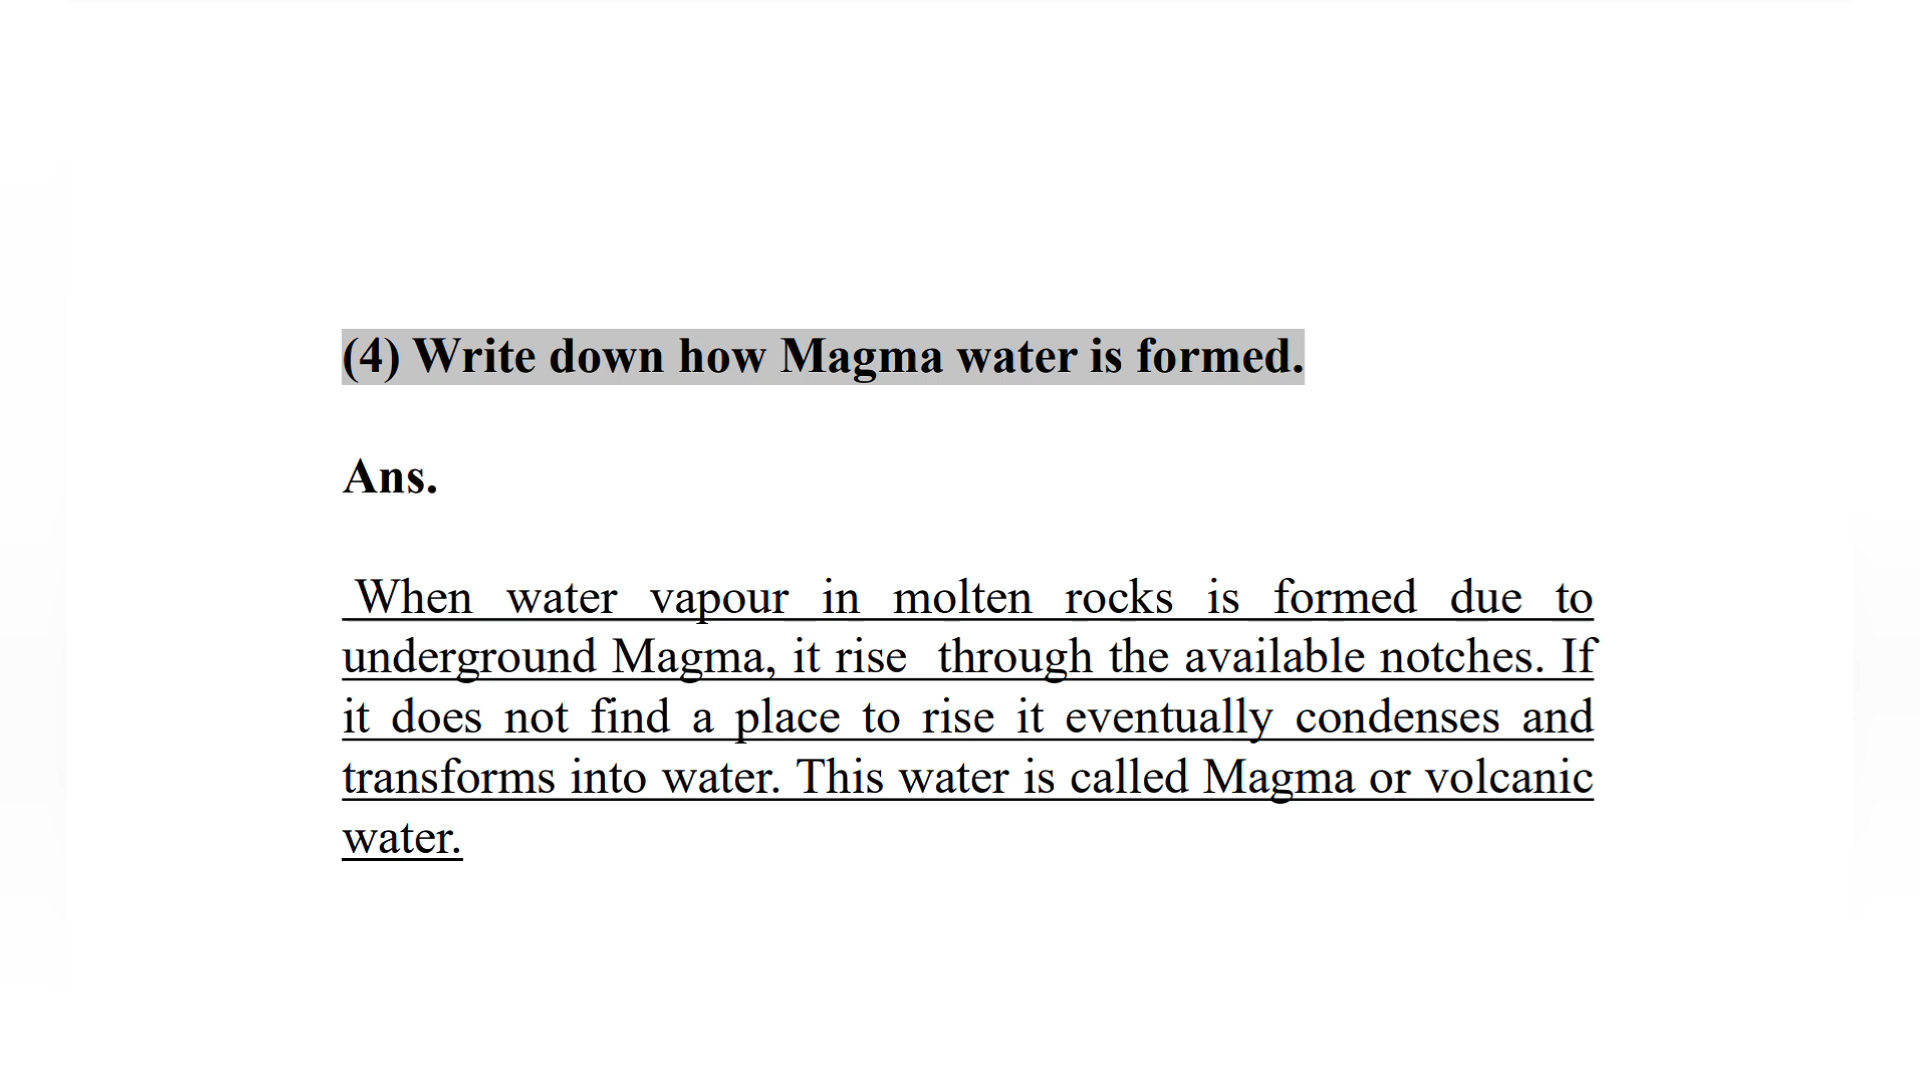 (4) Write down how Magma water is formed.
Ans.
When water vapour in molten rocks is formed due to
underground Magma, it rise through the available notches. If
it does not find a place to rise it eventually condenses and
transforms into water. This water is called Magma or volcanic
water.